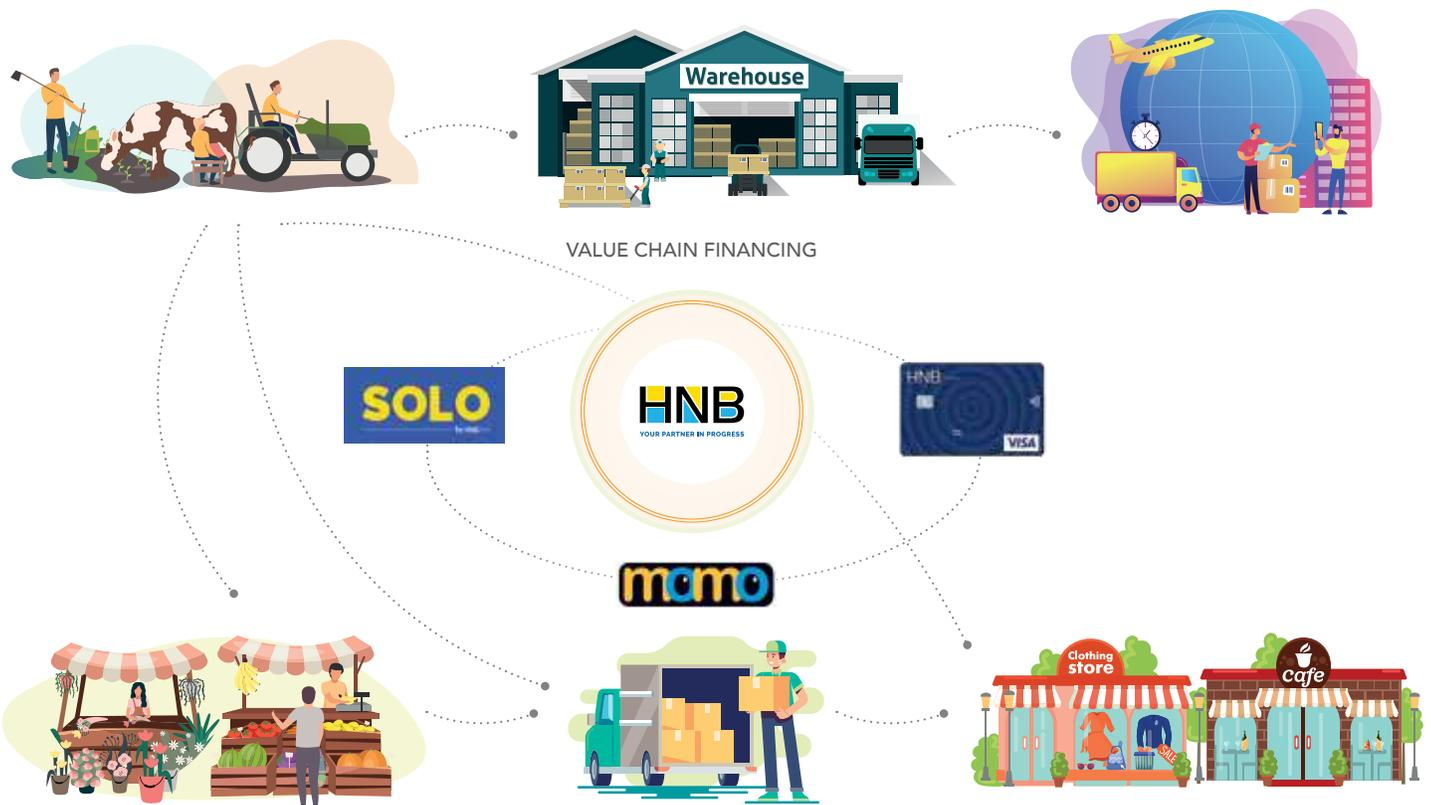 Warehouse
VALUE CHAIN FINANCING
SOLO
HNB
YOUR PARTNER IN PROGRESS
HNB
VISA
momo
Clothing
store
cafe
SALE